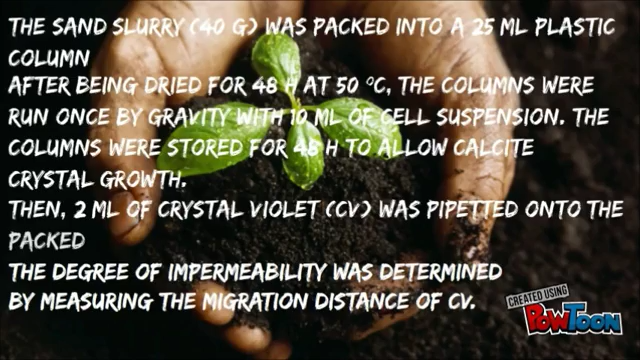 THE SAND SLURRY (40 G) WAS PACKED INTO A 25 ML PLASTIC
COLUMN
AFTER BEING DRIED FOR 48 H AT 50 °C, THE COLUMNS WERE
RUN ONCE BY GRAVITY WITH 10 ML OF CELL SUSPENSION. THE
COLUMNS WERE STORED FOR 48 H TO ALLOW CALCITE
CRYSTAL GROWTH.
THEN, 2 ML OF CRYSTAL VIOLET (CV) WAS PIPETTED ONTO THE
PACKED
THE DEGREE OF IMPERMEABILITY WAS DETERMINED
BY MEASURING THE MIGRATION DISTANCE OF CV.
CREATED USING
POWTOON